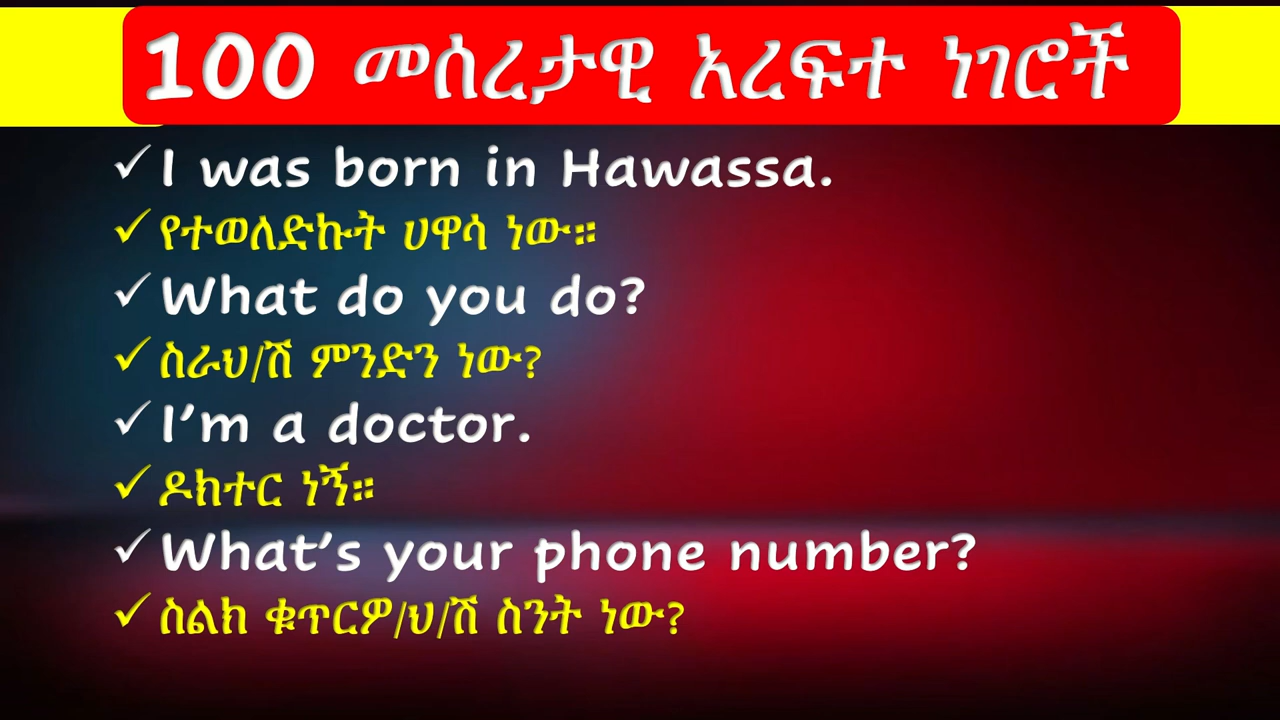 100 መሰረታዊ አረፍተ ነገሮች
✓ I was born in Hawassa.
✓ የተወለድኩት ሀዋሳ ነው።
✓ What do you do?
✓ ስራህ/ሽ ምንድን ነው?
✓ I’m a doctor.
✓ ዶክተር ነኝ።
✓ What’s your phone number?
✓ ስልክ ቁጥርዎ/ህ/ሽ ስንት ነው?